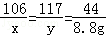 106/x = 117/y = 44/8.8g